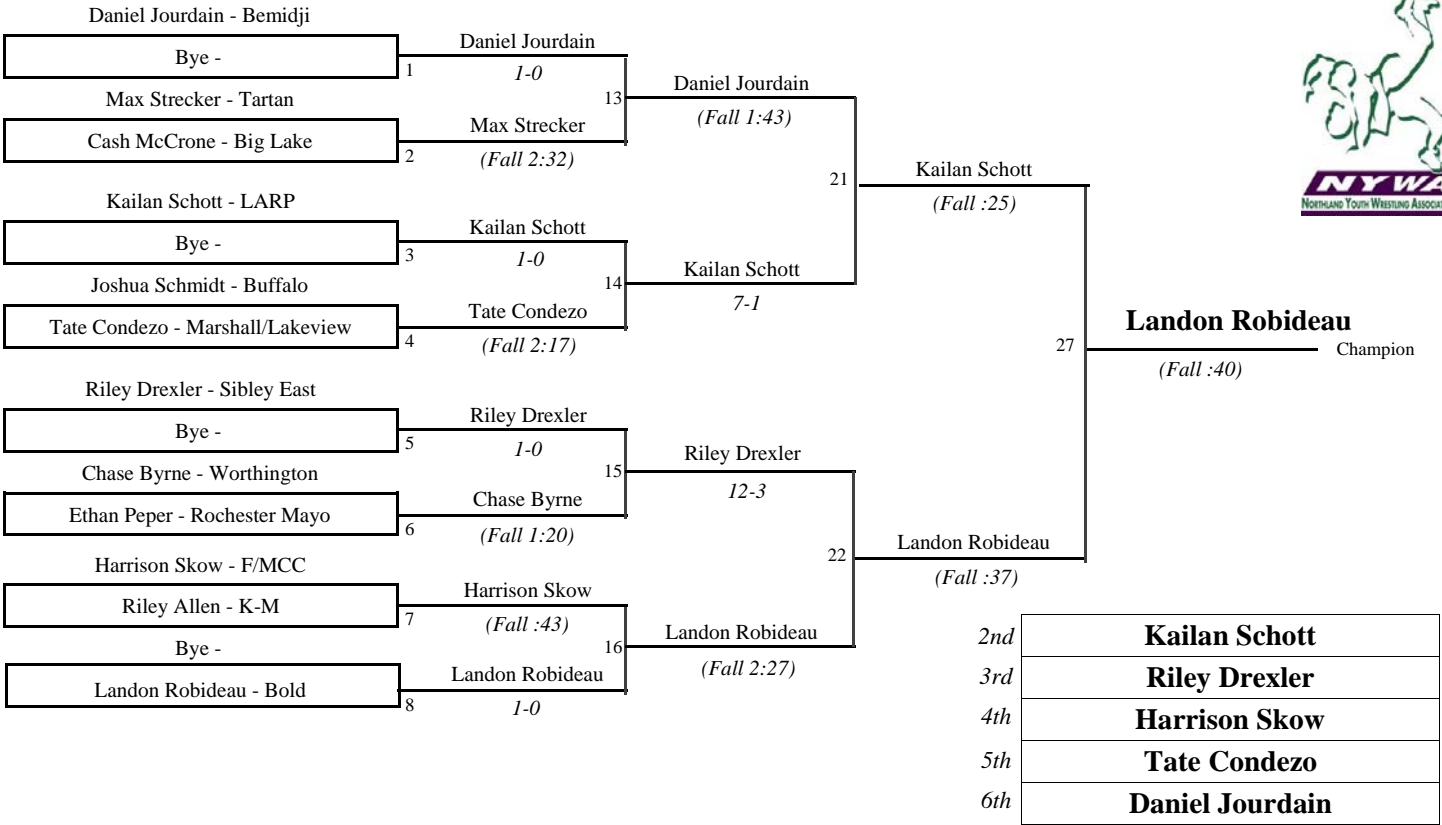 Daniel Jourdain - Bemidji
Bye -
1
Max Strecker - Tartan
Cash McCrone - Big Lake
2
Kailan Schott - LARP
Bye -
3
Joshua Schmidt - Buffalo
Tate Condezo - Marshall/Lakeview
4
Riley Drexler - Sibley East
Bye -
5
Chase Byrne - Worthington
Ethan Peper - Rochester Mayo
6
Harrison Skow - F/MCC
Riley Allen - K-M
7
Bye -
Landon Robideau - Bold
8
Daniel Jourdain
1-0
13
Max Strecker
(Fall 2:32)
Kailan Schott
1-0
14
Tate Condezo
(Fall 2:17)
Riley Drexler
1-0
15
Chase Byrne
(Fall 1:20)
Harrison Skow
(Fall :43)
16
Landon Robideau
1-0
Daniel Jourdain
(Fall 1:43)
21
Kailan Schott
7-1
Riley Drexler
12-3
22
Landon Robideau
(Fall 2:27)
Kailan Schott
(Fall :25)
27
Landon Robideau
(Fall :37)
Landon Robideau
Champion
(Fall :40)
NYWA
Northland Youth Wrestling
2nd Kailan Schott
3rd Riley Drexler
4th Harrison Skow
5th Tate Condezo
6th Daniel Jourdain